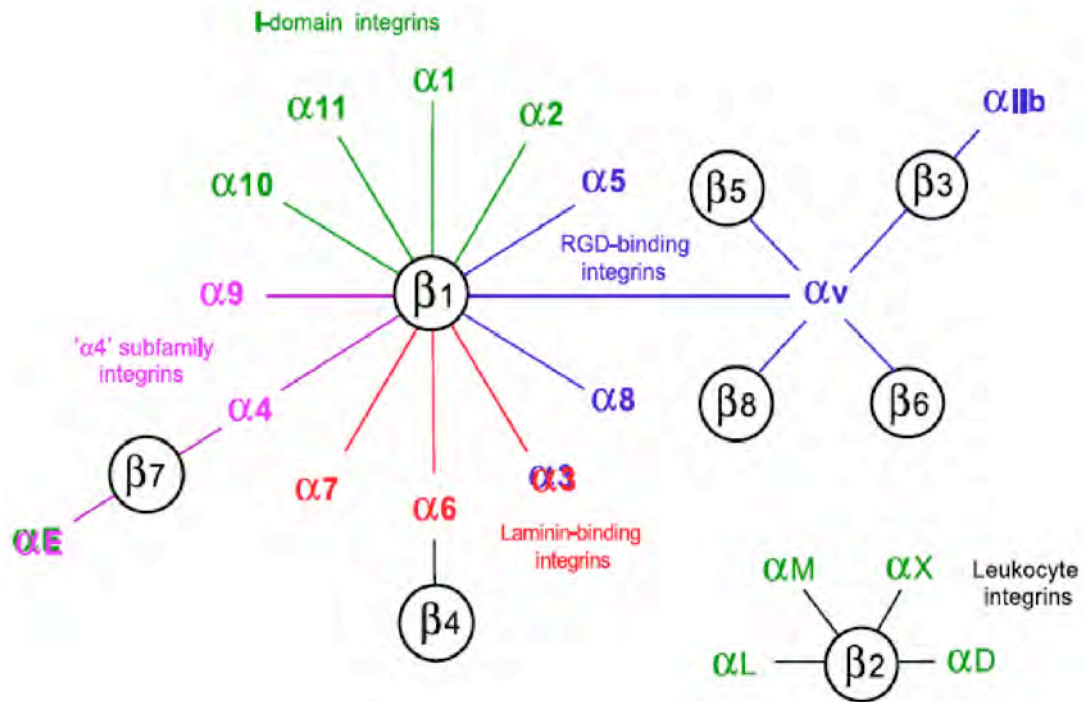 I-domain integrins
α1
α11
α2
αIIb
α10
α5
β5
β3
RGD-binding
integrins
α9
β1
αv
'α4' subfamily
integrins
α4
α8
β8
β6
β7
α7
α3
α6
αE
Laminin-binding
integrins
αM
αX
Leukocyte
integrins
β4
αL
β2
αD